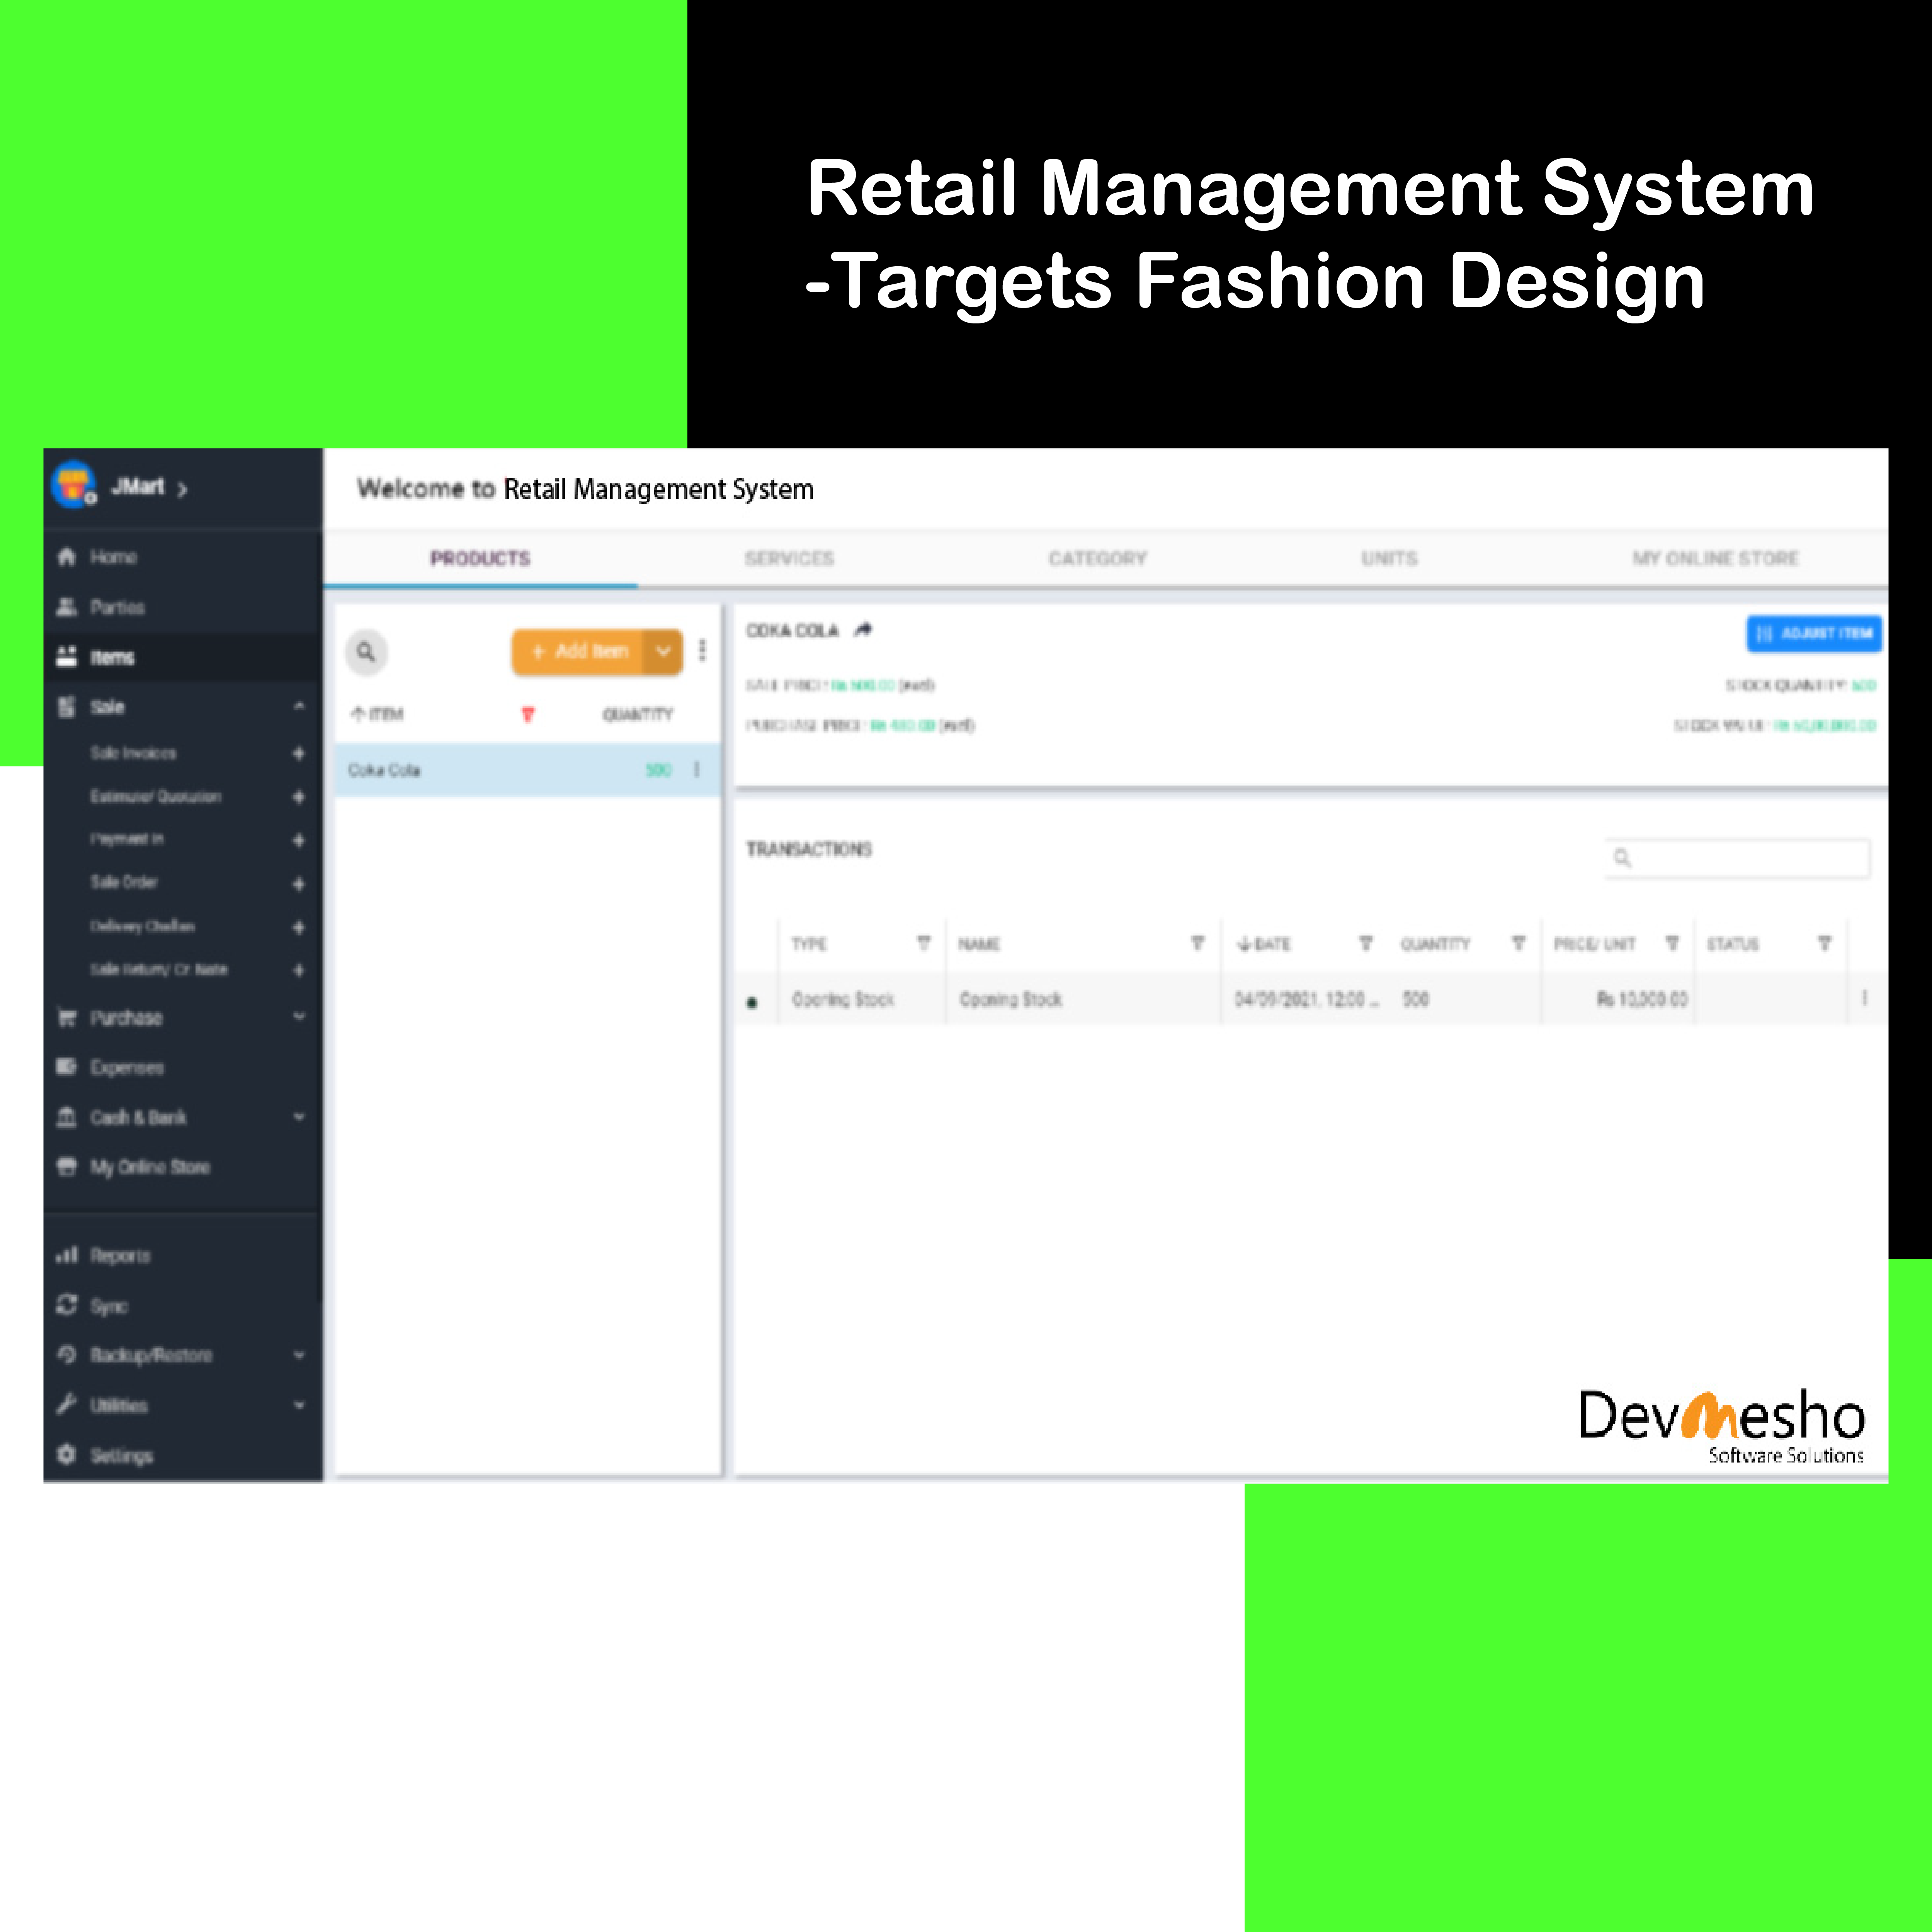 Retail Management System
-Targets Fashion Design
JMart
Welcome to Retail Management System
Home
Parties
Items
Sale
Sale Invoices
Estimate/ Quotation
Payment In
Sale Order
Delivery Challan
Sale Return/ Cr. Note
Purchase
Expenses
Cash & Bank
My Online Store
Reports
Sync
Backup/Restore
Utilities
Settings
PRODUCTS SERVICES CATEGORY UNITS MY ONLINE STORE
+ Add Item
ITEM QUANTITY
Coka Cola 500
COKA COLA ADJUST ITEM
SALE PRICE: (excl) STOCK QUANTITY: 500
PURCHASE PRICE: (excl) STOCK VALUE:
TRANSACTIONS
TYPE NAME DATE QUANTITY PRICE/ UNIT STATUS
Opening Stock Opening Stock 04/09/2021, 12:00 ... 500 Rs 10,000.00
DevMesho
Software Solutions